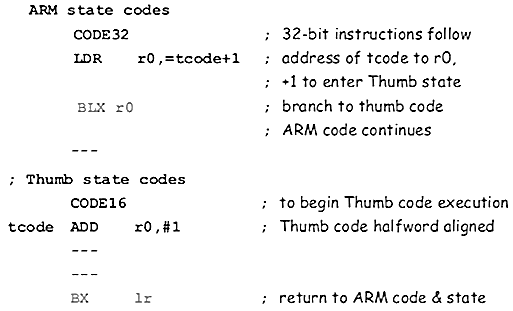 ARM state codes
CODE32 ; 32-bit instructions follow
LDR r0,=tcode+1 ; address of tcode to r0,
; +1 to enter Thumb state
BLX r0 ; branch to thumb code
; ARM code continues
---
; Thumb state codes
CODE16 ; to begin Thumb code execution
tcode ADD r0,#1 ; Thumb code halfword aligned
---
---
BX lr ; return to ARM code & state